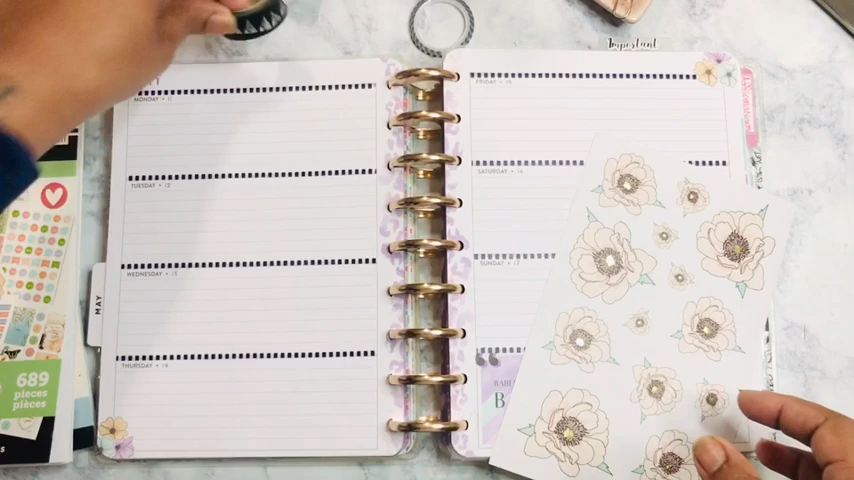 Important
MONDAY • 11
TUESDAY • 12
WEDNESDAY • 13
THURSDAY • 14
MAY
FRIDAY • 15
SATURDAY • 16
SUNDAY • 17
689
pieces
pièces